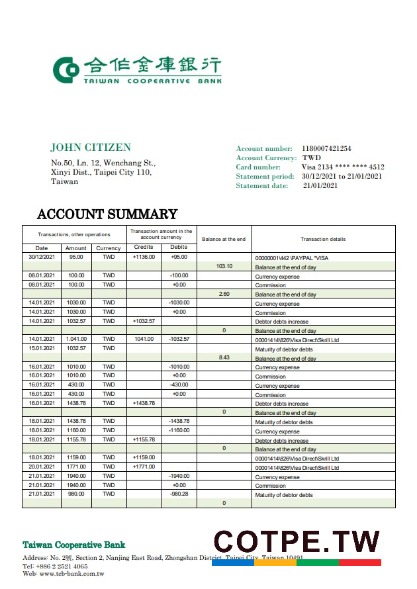 合作金庫銀行
TAIWAN COOPERATIVE BANK
JOHN CITIZEN
No.50, Ln. 12, Wenchang St.,
Xinyi Dist., Taipei City 110,
Taiwan
Account number: 1180007421254
Account Currency: TWD
Card number: Visa 2134 **** **** 4512
Statement period: 30/12/2021 to 21/01/2021
Statement date: 21/01/2021
ACCOUNT SUMMARY
Transactions, other operations Transaction amount in the account currency Balance at the end Transaction details
Date Amount Currency Credits Debits
30/12/2021 95.00 TWD +1136.00 +95.00 00000001\442 \PAYPAL *VISA
103.10 Balance at the end of day
08.01.2021 100.00 TWD -100.00 Currency expense
08.01.2021 100.00 TWD +0.00 Commission
2.69 Balance at the end of day
14.01.2021 1030.00 TWD -1030.00 Currency expense
14.01.2021 1030.00 TWD +0.00 Commission
14.01.2021 1032.57 TWD +1032.57 Debtor debts increase
0 Balance at the end of day
14.01.2021 1.041.00 TWD 1041.00 -1032.57 00001414\826\Visa Direct\Skrill Ltd
15.01.2021 1032.57 TWD Maturity of debtor debts
8.43 Balance at the end of day
16.01.2021 1010.00 TWD -1010.00 Currency expense
16.01.2021 1010.00 TWD +0.00 Commission
16.01.2021 430.00 TWD -430.00 Currency expense
16.01.2021 430.00 TWD +0.00 Commission
16.01.2021 1438.78 TWD +1438.78 Debtor debts increase
0 Balance at the end of day
18.01.2021 1438.78 TWD -1438.78 Maturity of debtor debts
18.01.2021 1160.00 TWD -1160.00 Currency expense
18.01.2021 1155.78 TWD +1155.78 Debtor debts increase
0 Balance at the end of day
18.01.2021 1159.00 TWD +1159.00 00001414\826\Visa Direct\Skrill Ltd
20.01.2021 1771.00 TWD +1771.00 00001414\826\Visa Direct\Skrill Ltd
21.01.2021 1940.00 TWD -1940.00 Currency expense
21.01.2021 1940.00 TWD +0.00 Commission
21.01.2021 980.00 TWD -980.28 Maturity of debtor debts
0
Taiwan Cooperative Bank
Address: No. 29F, Section 2, Nanjing East Road, Zhongshan District, Taipei City, Taiwan 10491
Tel: +886 2 2521 4065
Web: www.tcb-bank.com.tw
COTPE.TW